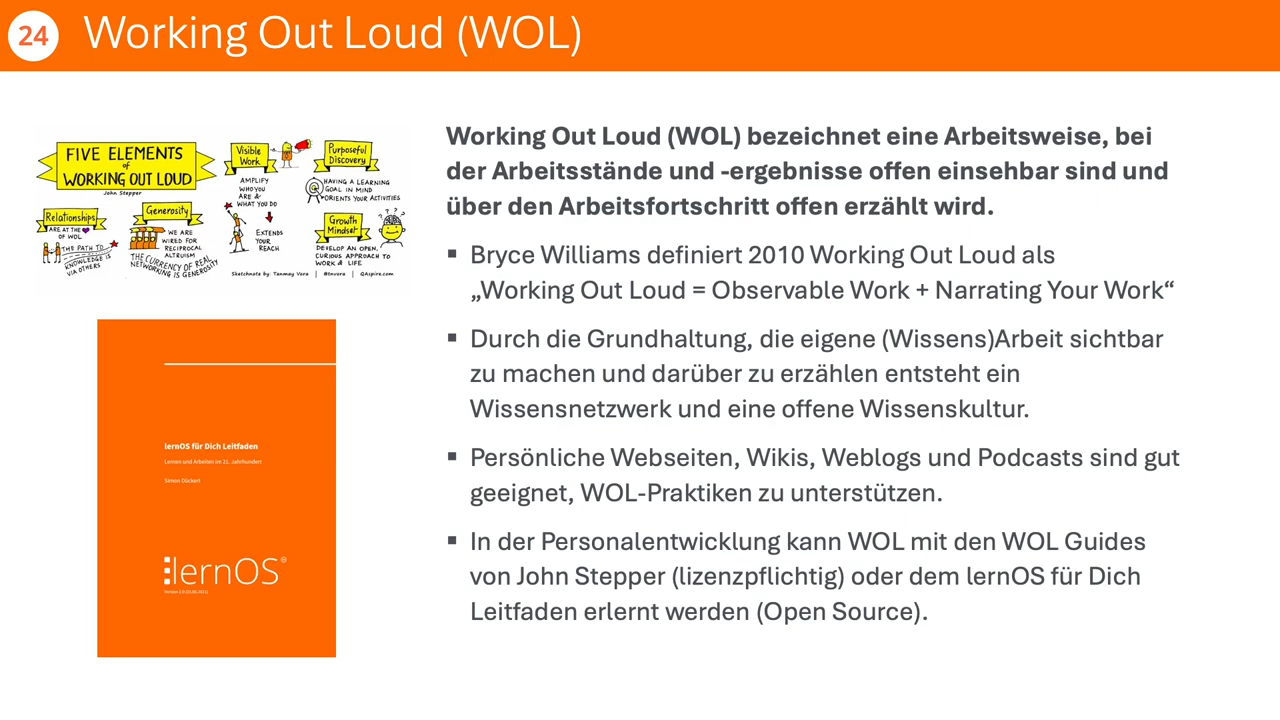 24 Working Out Loud (WOL)
FIVE ELEMENTS
of
WORKING OUT LOUD
John Stepper
Relationships
ARE AT THE
OF WOL
THE PATH TO
KNOWLEDGE IS
VIA OTHERS
Generosity
WE ARE
WIRED FOR
RECIPROCAL
ALTRUISM
THE CURRENCY OF REAL
NETWORKING IS GENEROSITY
Visible
Work
AMPLIFY
WHO YOU
ARE &
WHAT YOU DO
EXTENDS
YOUR
REACH
Purposeful
Discovery
HAVING A LEARNING
GOAL IN MIND
ORIENTS YOUR ACTIVITIES
Growth
Mindset
? ? ?
DEVELOP AN OPEN,
CURIOUS APPROACH TO
WORK & LIFE
Sketchnote by: Tanmay Vora | @tnvora | QAspire.com
lernOS für Dich Leitfaden
Lernen und Arbeiten im 21. Jahrhundert
Simon Dückert
lernOS®
Working Out Loud (WOL) bezeichnet eine Arbeitsweise, bei
der Arbeitsstände und -ergebnisse offen einsehbar sind und
über den Arbeitsfortschritt offen erzählt wird.
▪ Bryce Williams definiert 2010 Working Out Loud als
„Working Out Loud = Observable Work + Narrating Your Work“
▪ Durch die Grundhaltung, die eigene (Wissens)Arbeit sichtbar
zu machen und darüber zu erzählen entsteht ein
Wissensnetzwerk und eine offene Wissenskultur.
▪ Persönliche Webseiten, Wikis, Weblogs und Podcasts sind gut
geeignet, WOL-Praktiken zu unterstützen.
▪ In der Personalentwicklung kann WOL mit den WOL Guides
von John Stepper (lizenzpflichtig) oder dem lernOS für Dich
Leitfaden erlernt werden (Open Source).